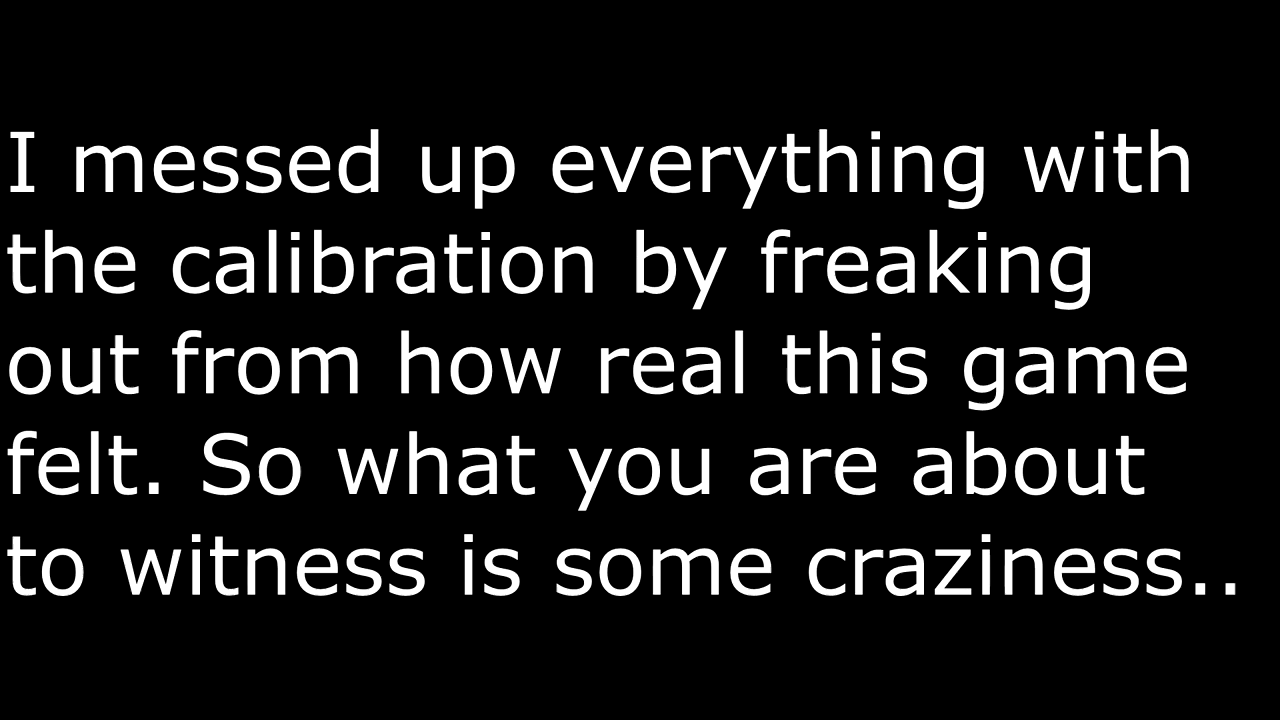 I messed up everything with
the calibration by freaking
out from how real this game
felt. So what you are about
to witness is some craziness..